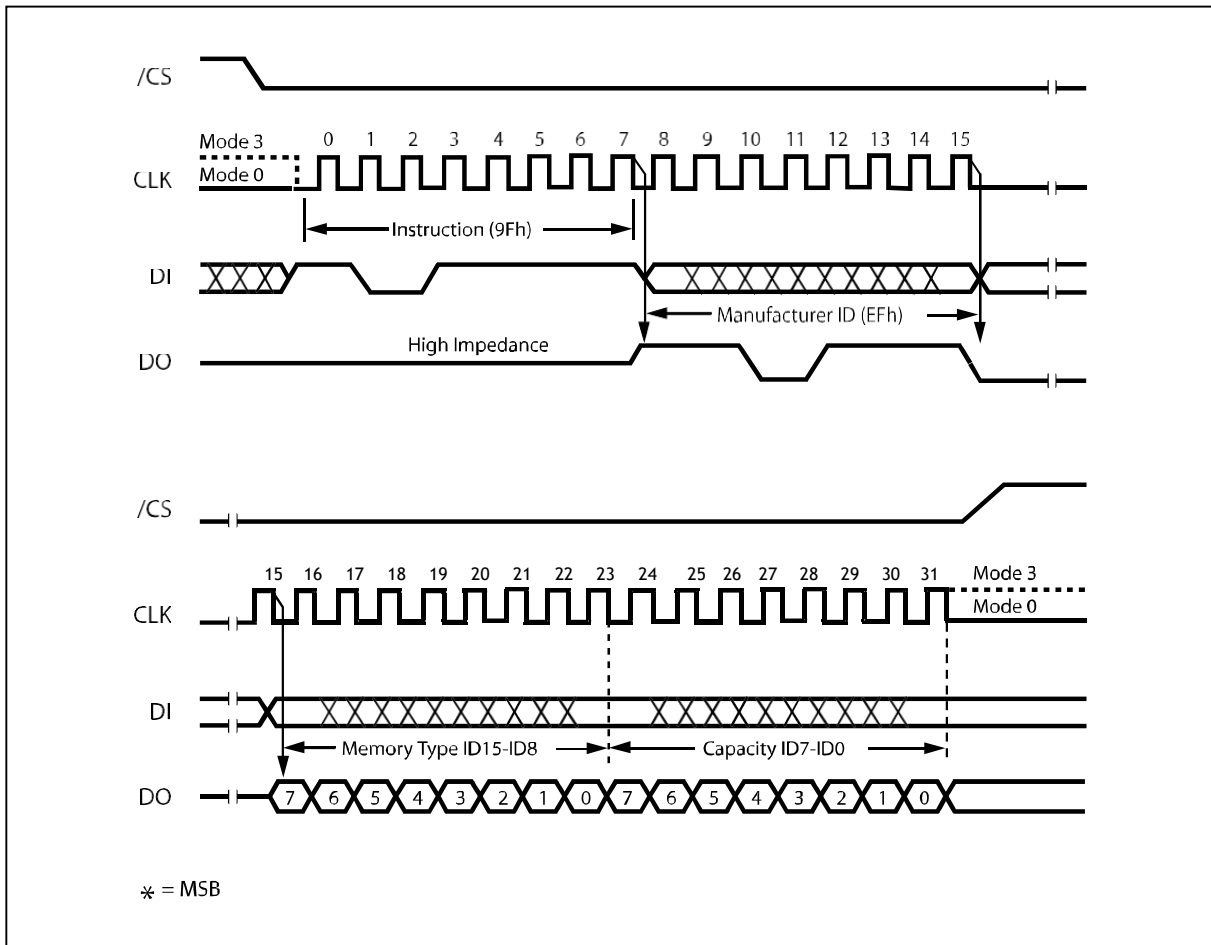 /CS
Mode 3
0 1 2 3 4 5 6 7 8 9 10 11 12 13 14 15
CLK
Mode 0
Instruction (9Fh)
DI
Manufacturer ID (EFh)
High Impedance
DO
/CS
15 16 17 18 19 20 21 22 23 24 25 26 27 28 29 30 31
Mode 3
CLK
Mode 0
DI
Memory Type ID15-ID8
Capacity ID7-ID0
DO
7 6 5 4 3 2 1 0 7 6 5 4 3 2 1 0
* = MSB